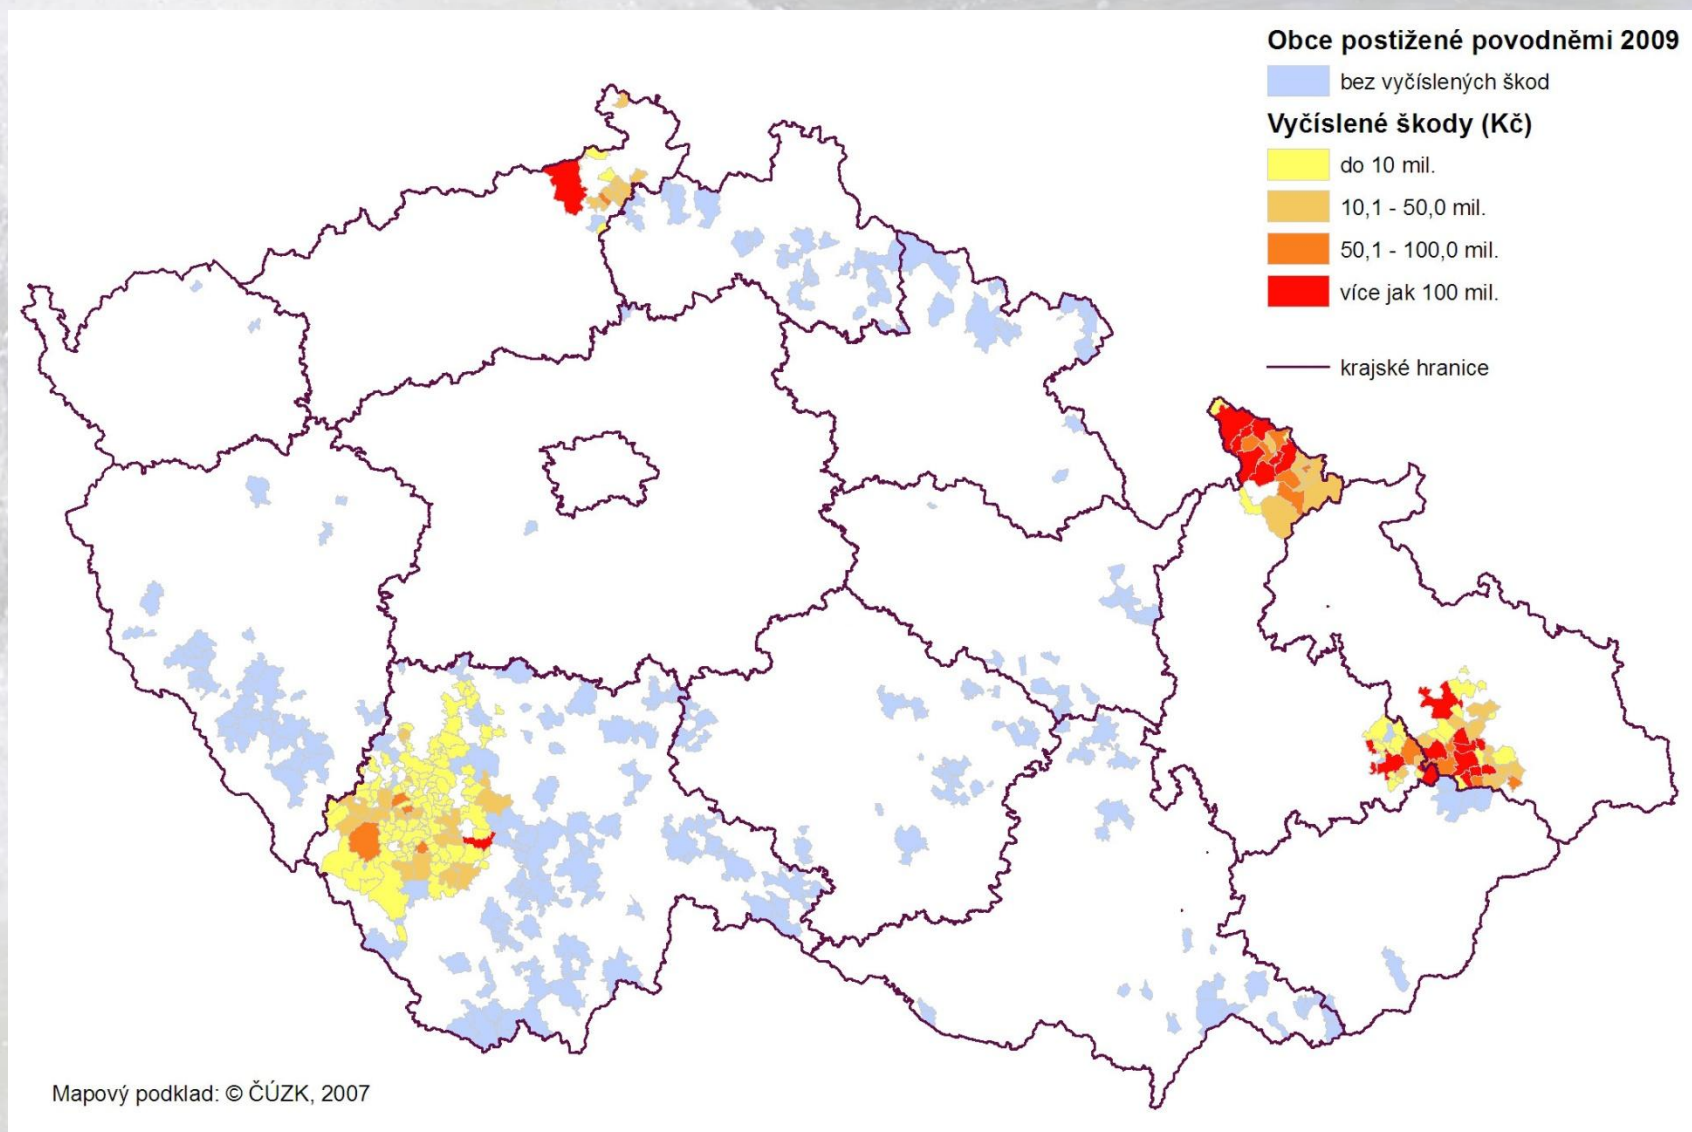 Obce postižené povodněmi 2009
bez vyčíslených škod
Vyčíslené škody (Kč)
do 10 mil.
10,1 - 50,0 mil.
50,1 - 100,0 mil.
více jak 100 mil.
krajské hranice
Mapový podklad: © ČÚZK, 2007